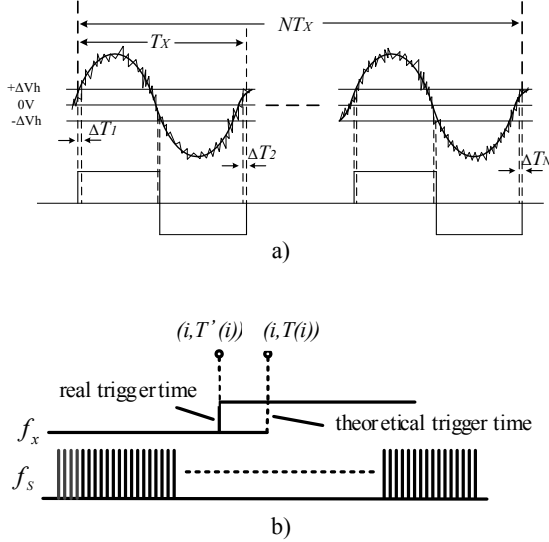 NTX
TX
+ΔVh
0V
-ΔVh
ΔT1
ΔT2
ΔTN
a)
(i,T'(i)) (i,T(i))
real trigger time
theoretical trigger time
fx
fS
b)